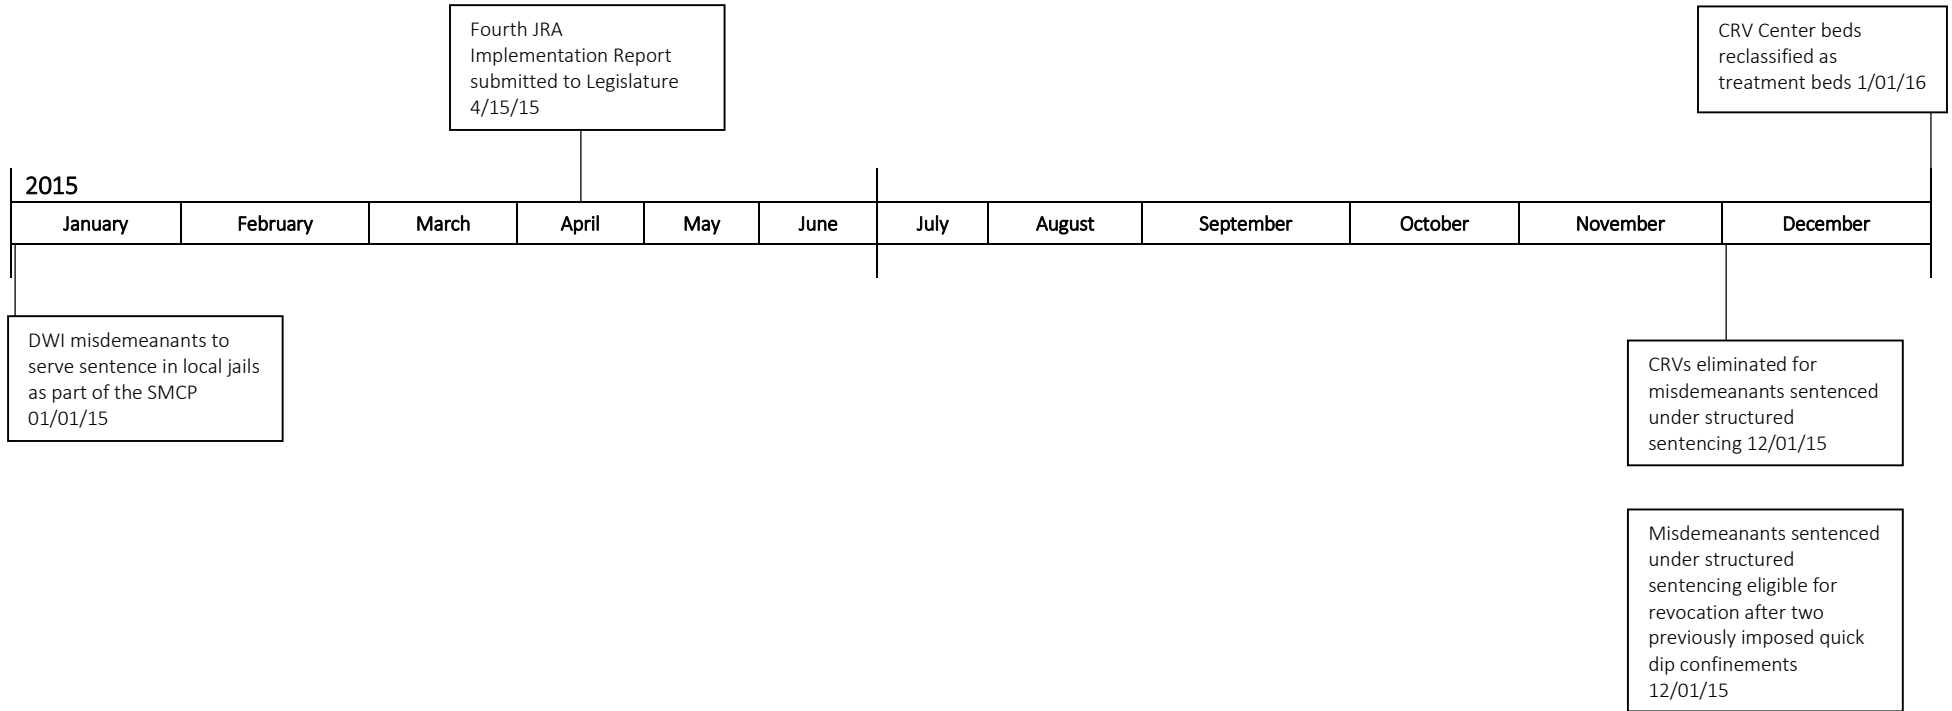 Fourth JRA
Implementation Report
submitted to Legislature
4/15/15
CRV Center beds
reclassified as
treatment beds 1/01/16
2015
January February March April May June July August September October November December
DWI misdemeanants to
serve sentence in local jails
as part of the SMCP
01/01/15
CRVs eliminated for
misdemeanants sentenced
under structured
sentencing 12/01/15
Misdemeanants sentenced
under structured
sentencing eligible for
revocation after two
previously imposed quick
dip confinements
12/01/15